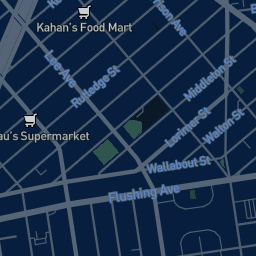 Kahan's Food Mart
Lee Ave
Rutledge St
Middleton St
Lorimer St
Walton St
Supermarket
Wallabout St
Flushing Ave